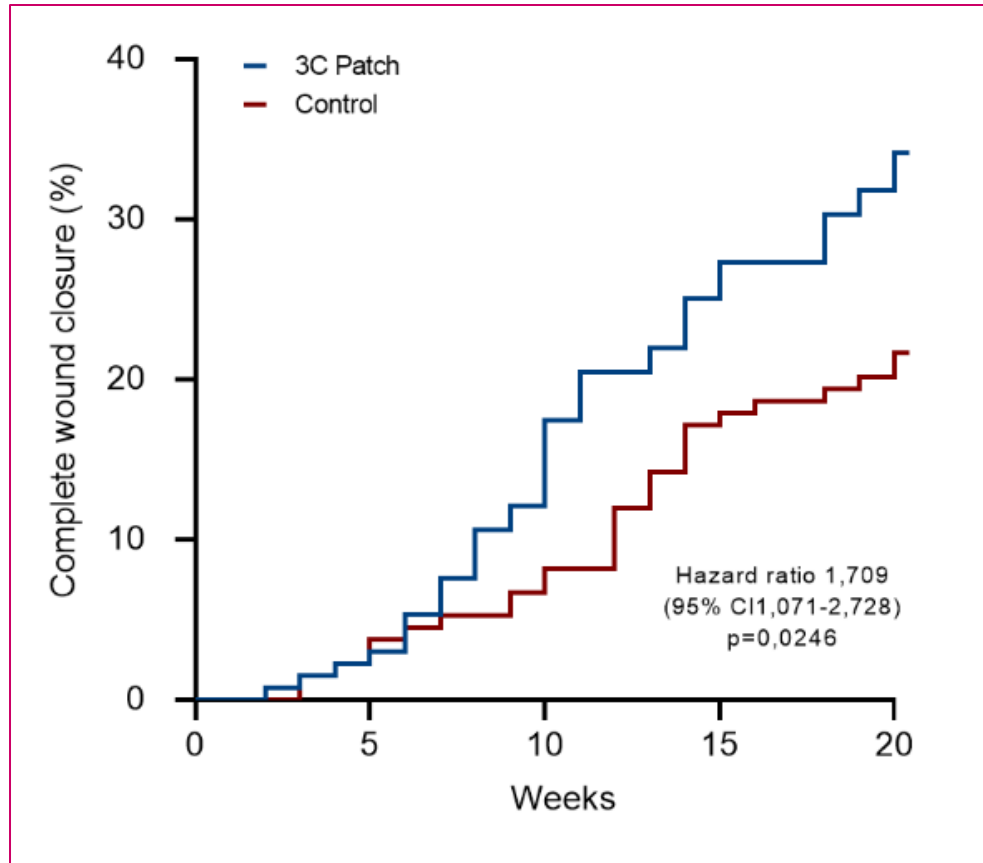 40
3C Patch
Control
30
20
10
0
Complete wound closure (%)
Hazard ratio 1,709
(95% CI1,071-2,728)
p=0,0246
0 5 10 15 20
Weeks